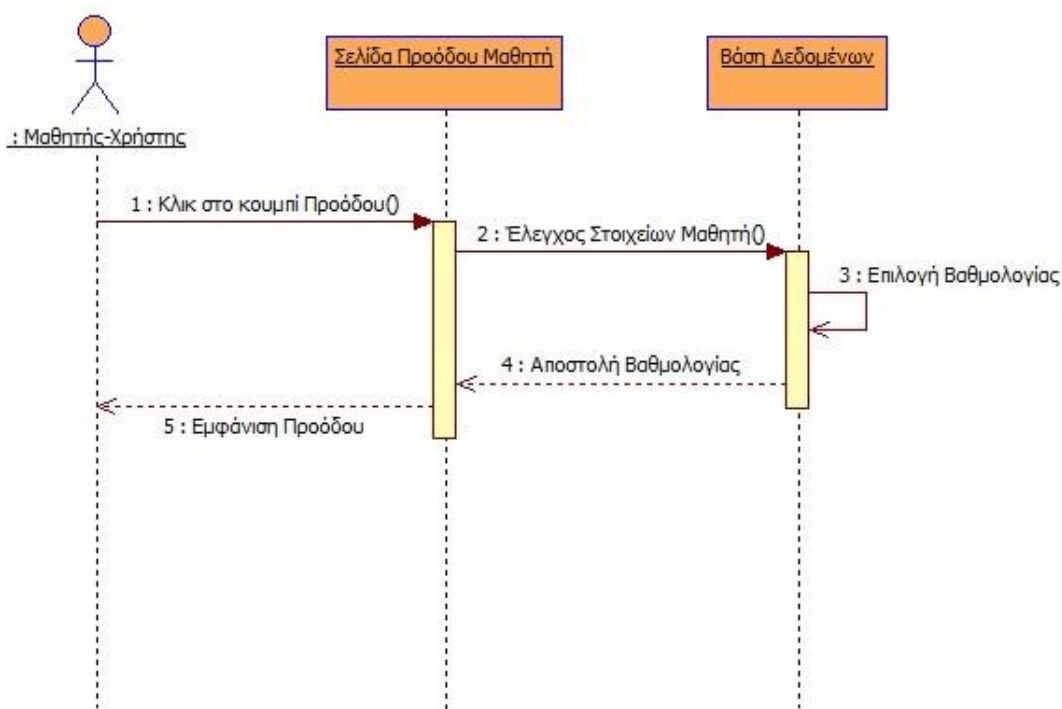 Σελίδα Προόδου Μαθητή
Βάση Δεδομένων
: Μαθητής-Χρήστης
1 : Κλικ στο κουμπί Προόδου()
2 : Έλεγχος Στοιχείων Μαθητή()
3 : Επιλογή Βαθμολογίας
4 : Αποστολή Βαθμολογίας
5 : Εμφάνιση Προόδου